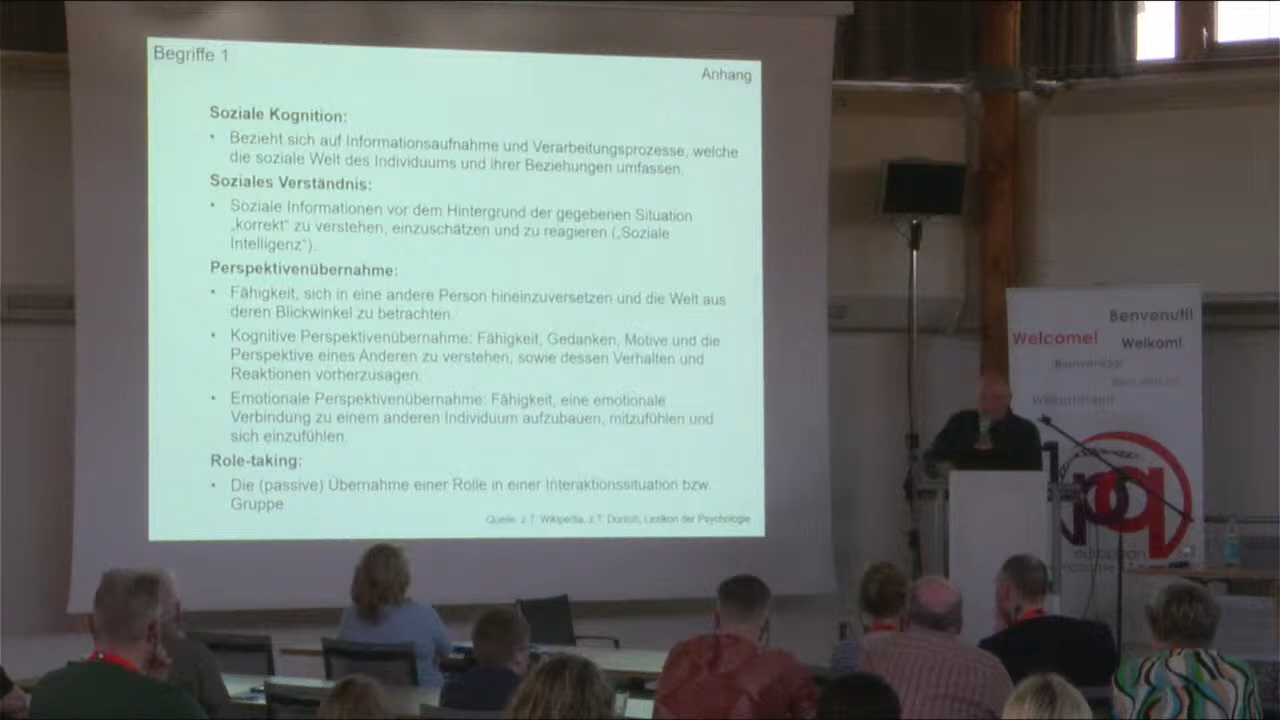 Begriffe 1
Anhang
Soziale Kognition:
• Bezieht sich auf Informationsaufnahme und Verarbeitungsprozesse, welche
die soziale Welt des Individuums und ihrer Beziehungen umfassen.
Soziales Verständnis:
• Soziale Informationen vor dem Hintergrund der gegebenen Situation
„korrekt“ zu verstehen, einzuschätzen und zu reagieren („Soziale
Intelligenz“).
Perspektivenübernahme:
• Fähigkeit, sich in eine andere Person hineinzuversetzen und die Welt aus
deren Blickwinkel zu betrachten.
• Kognitive Perspektivenübernahme: Fähigkeit, Gedanken, Motive und die
Perspektive eines Anderen zu verstehen, sowie dessen Verhalten und
Reaktionen vorherzusagen.
• Emotionale Perspektivenübernahme: Fähigkeit, eine emotionale
Verbindung zu einem anderen Individuum aufzubauen, mitzufühlen und
sich einzufühlen.
Role-taking:
• Die (passive) Übernahme einer Rolle in einer Interaktionssituation bzw.
Gruppe
Quelle: z.T. Wikipedia, z.T. Dorsch, Lexikon der Psychologie
Benvenuti!
Welcome!
Welkom!
Bienvenue!
Willkommen!
european